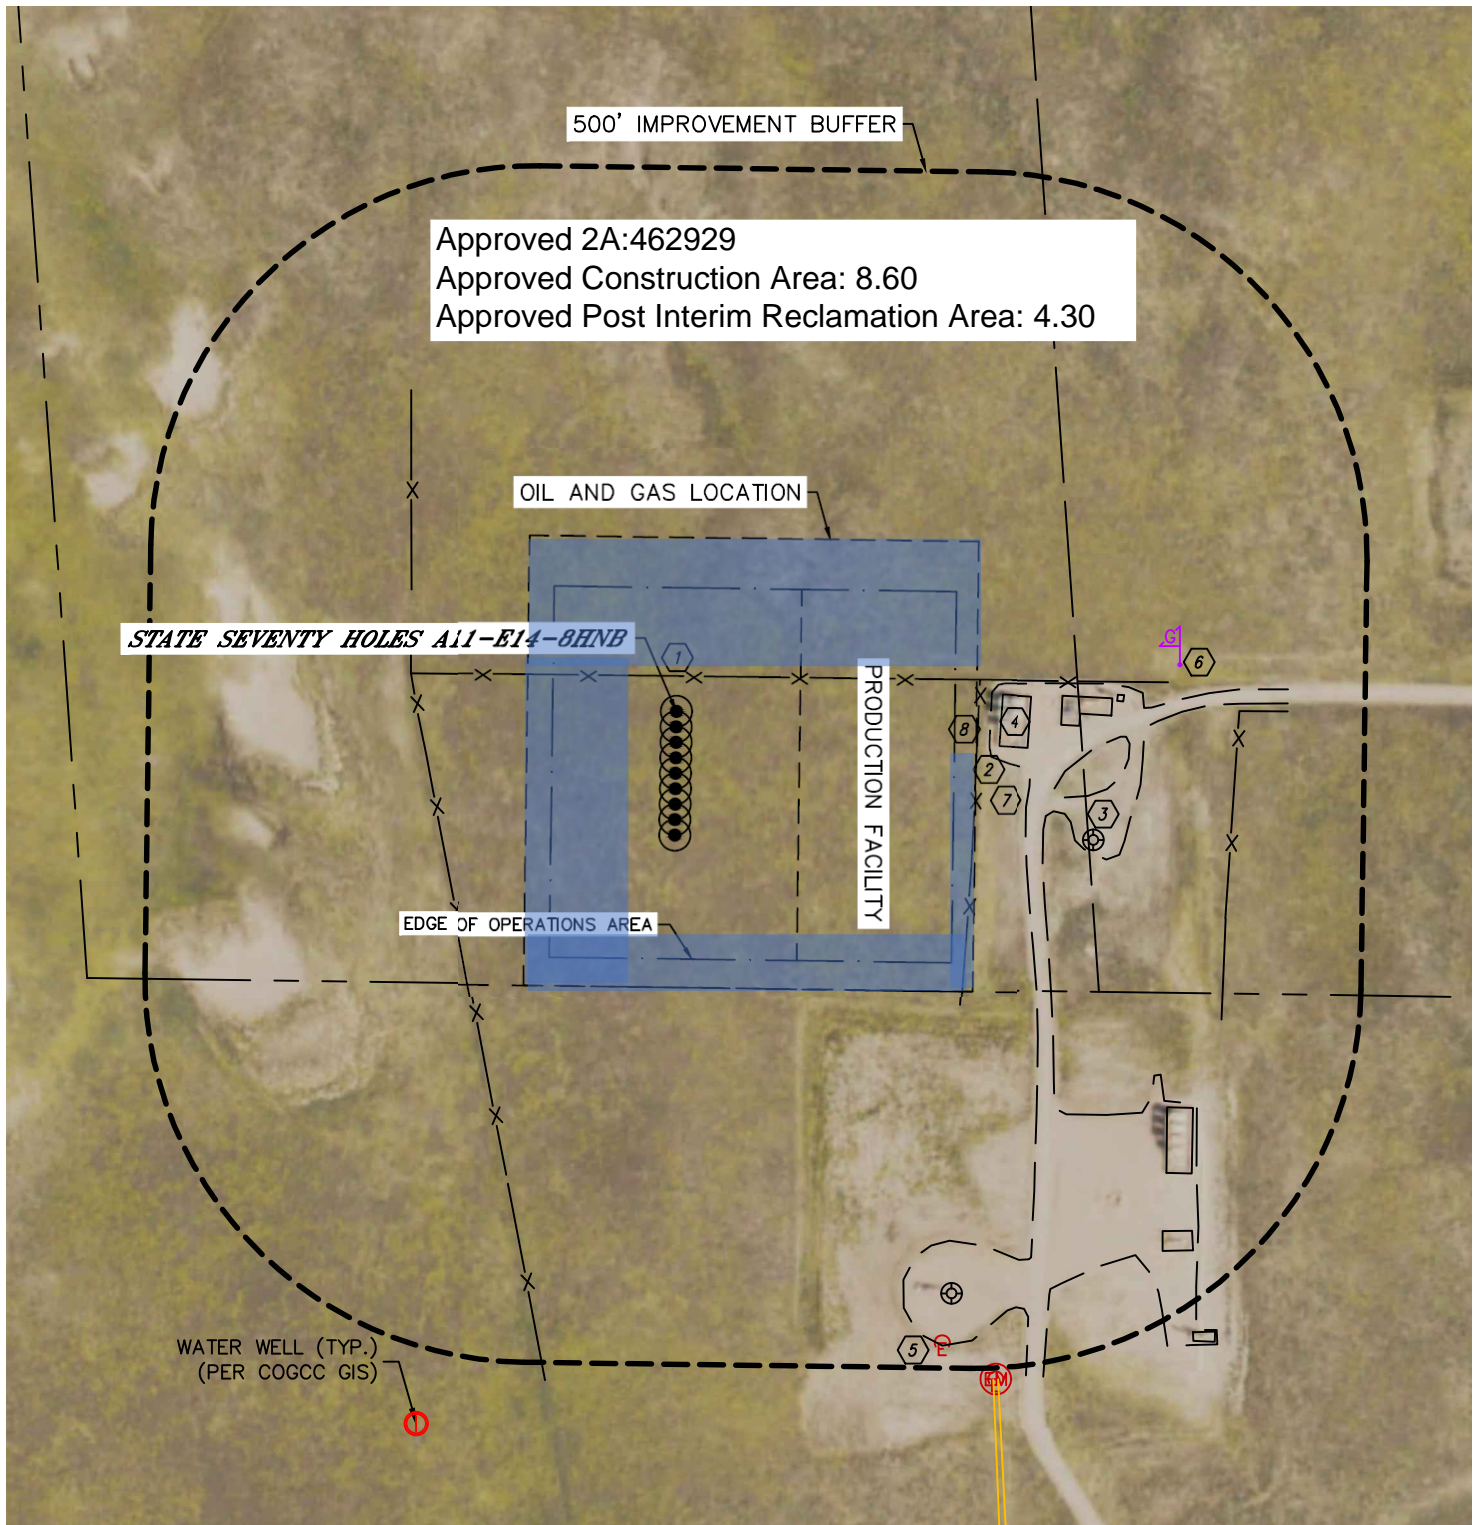 500' IMPROVEMENT BUFFER
Approved 2A:462929
Approved Construction Area: 8.60
Approved Post Interim Reclamation Area: 4.30
OIL AND GAS LOCATION
STATE SEVENTY HOLES A11-E14-8HNB
1
G
6
PRODUCTION FACILITY
8
4
2
7
3
EDGE OF OPERATIONS AREA
WATER WELL (TYP.)
(PER COGCC GIS)
5
E
EM